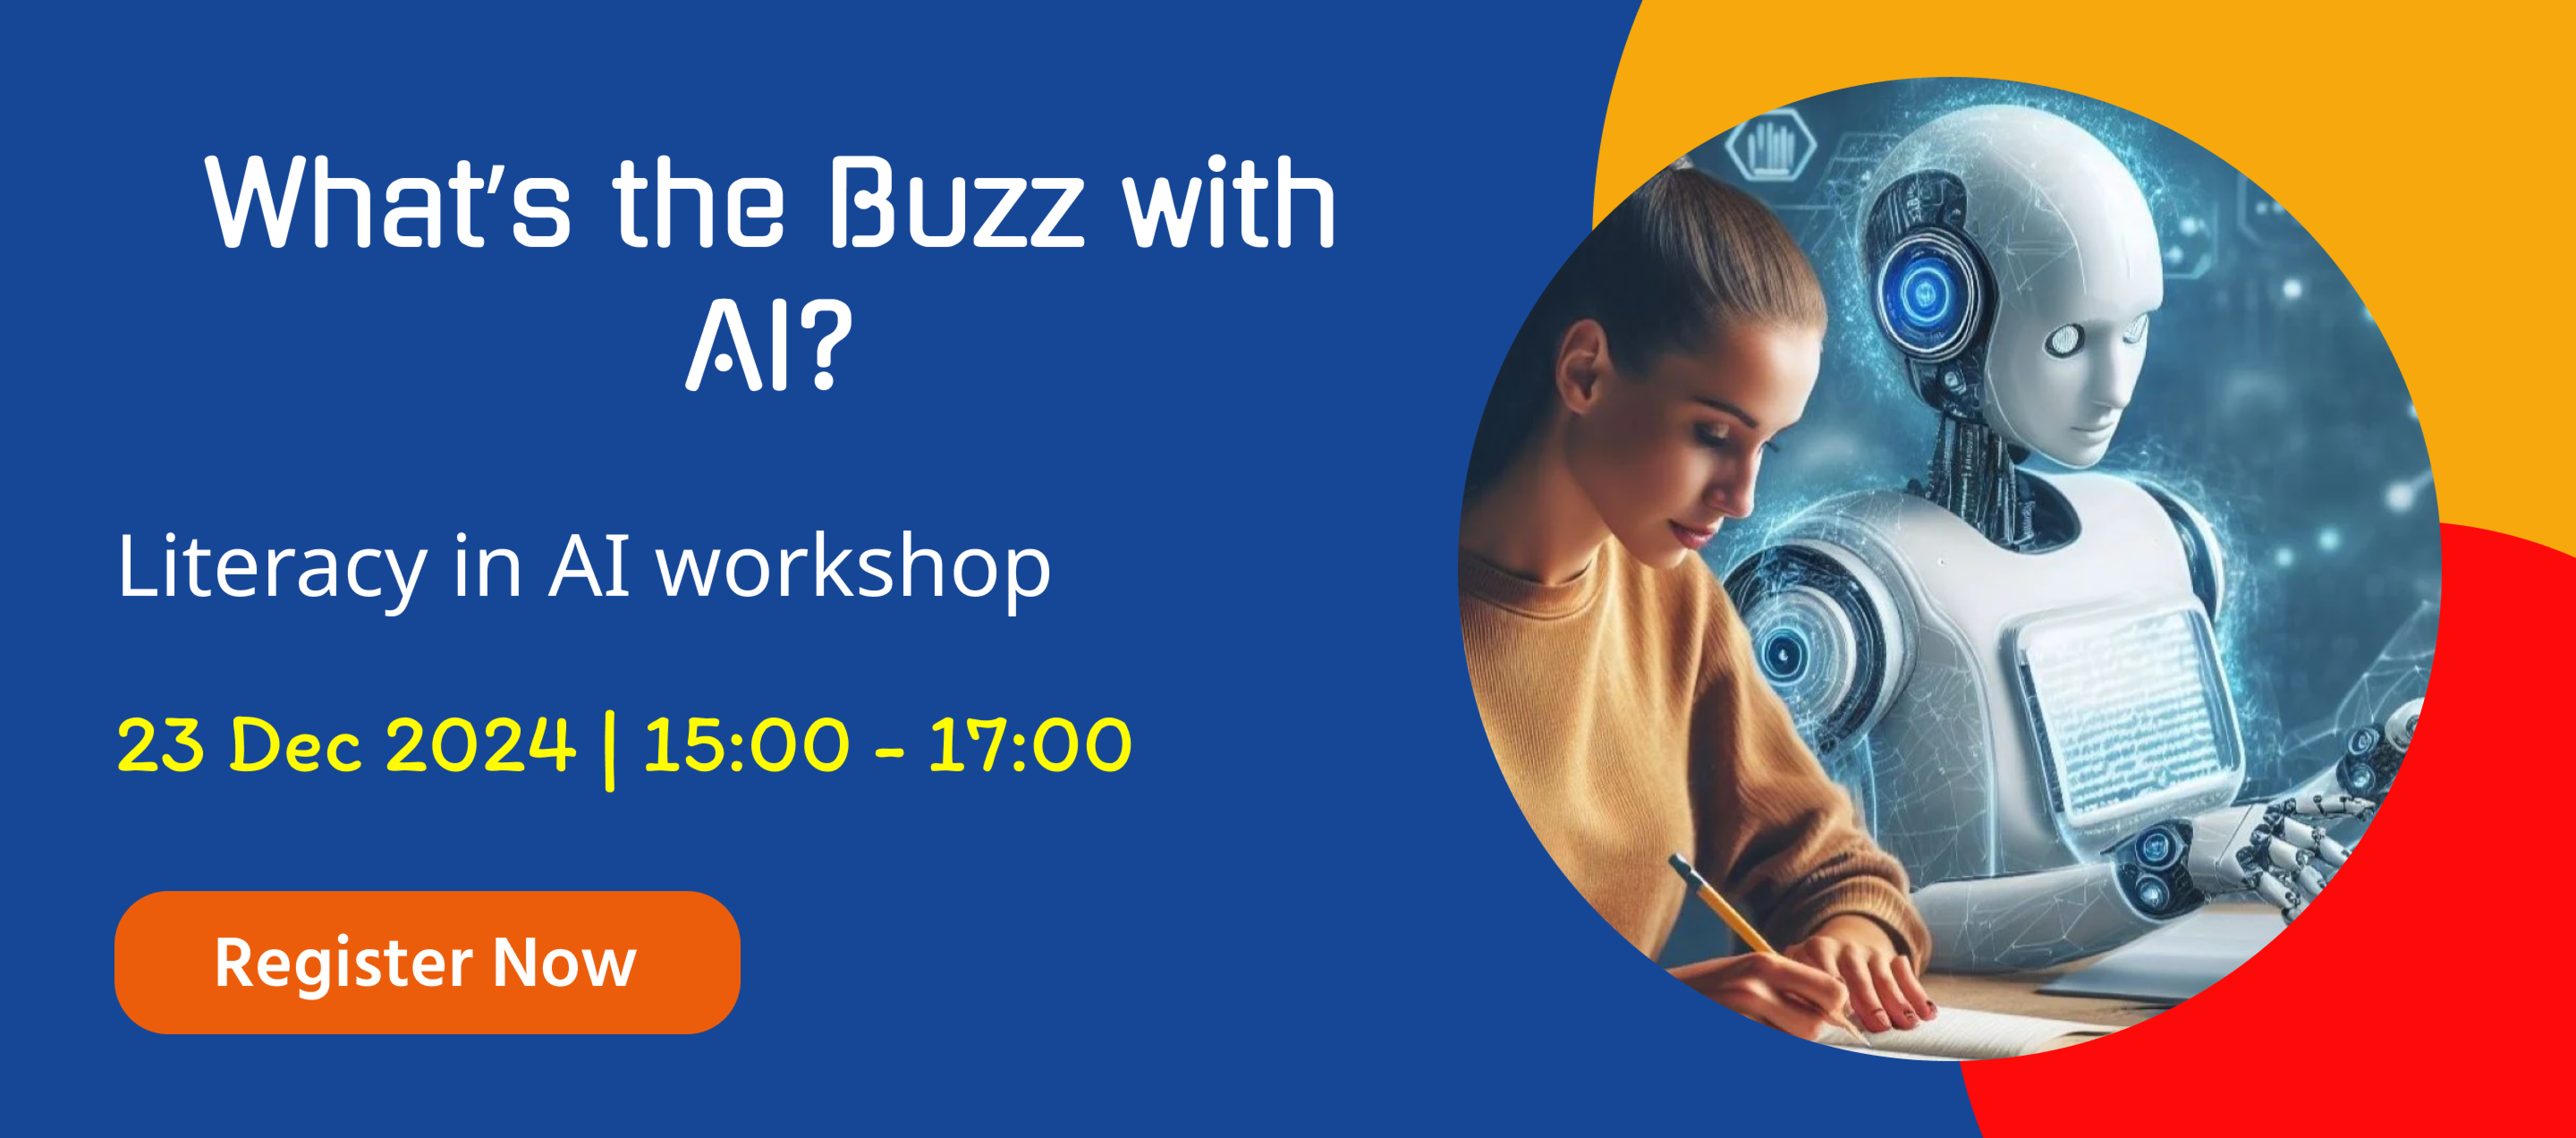 What's the Buzz with
AI?
Literacy in AI workshop
23 Dec 2024 | 15:00 - 17:00
Register Now